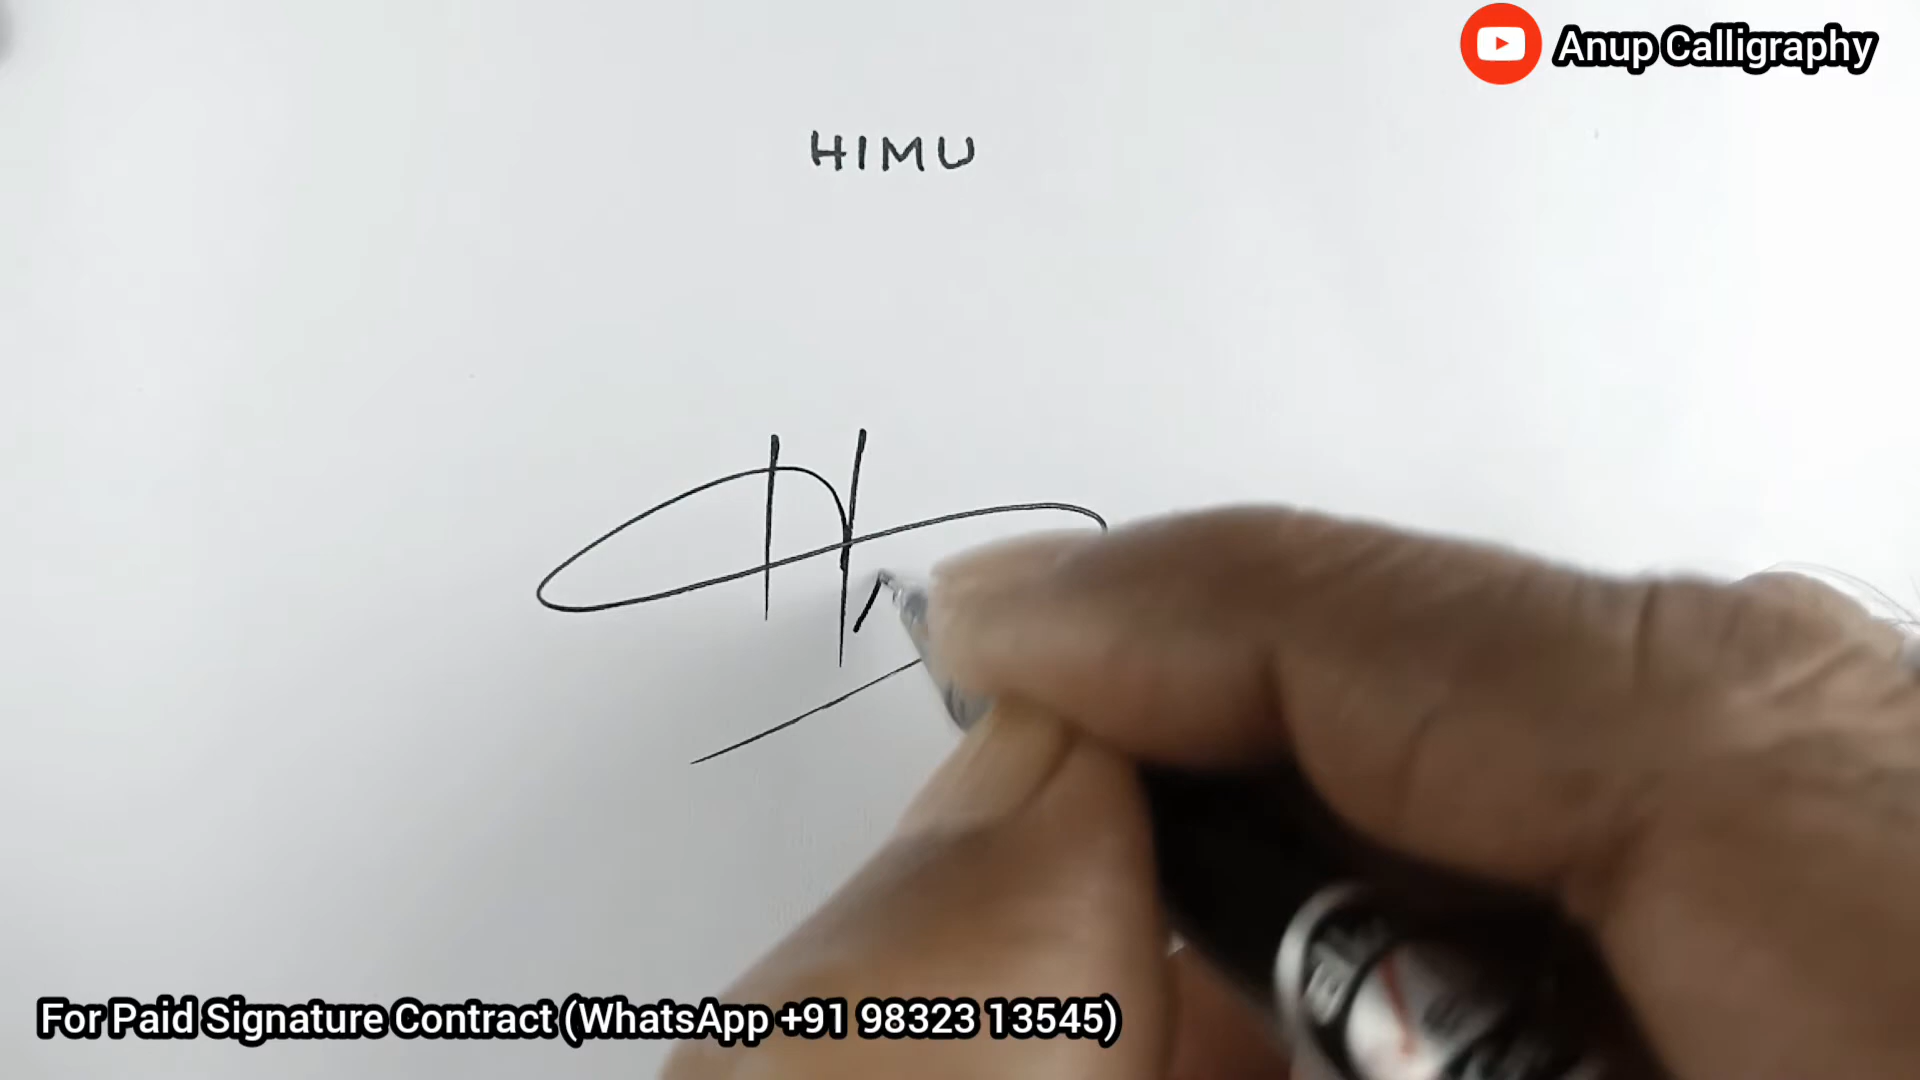 Anup Calligraphy
HIMU
For Paid Signature Contract (WhatsApp +91 98323 13545)